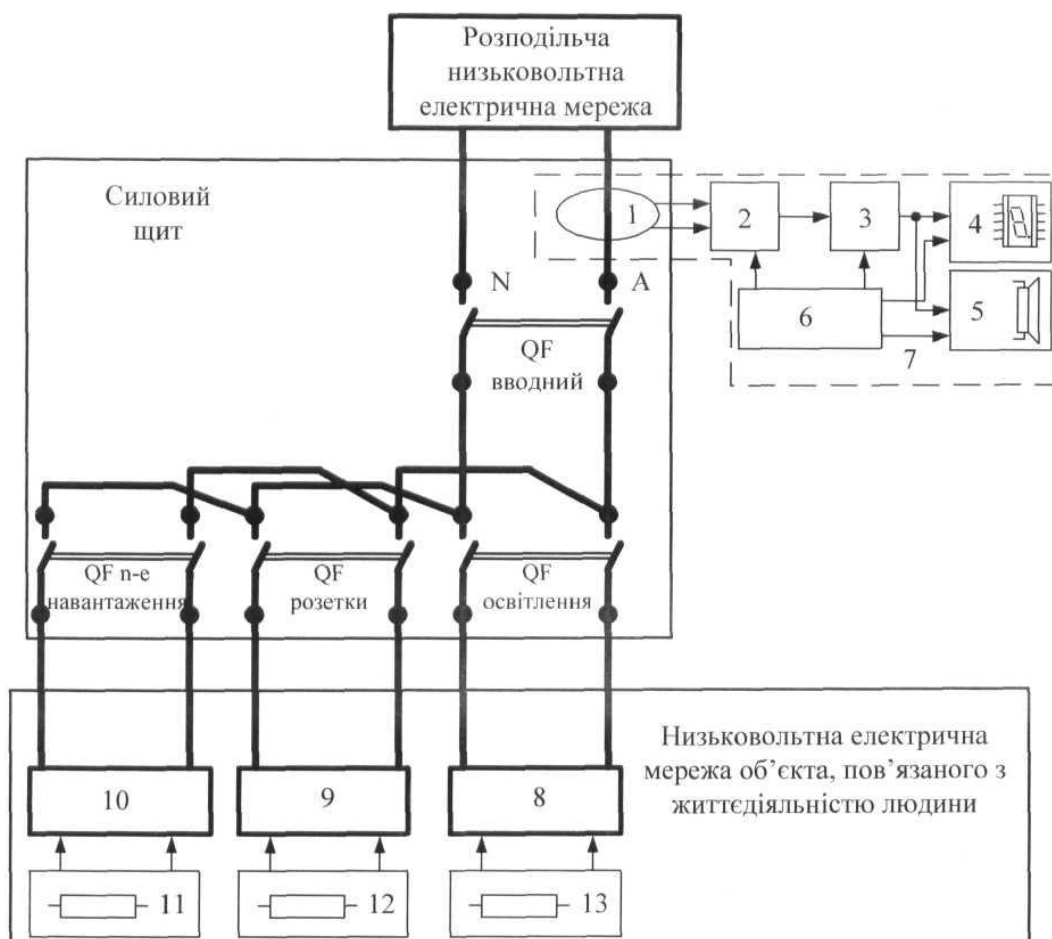 Розподільча
низьковольтна
електрична мережа
Силовий
щит
1
2
3
4
5
6
7
N
A
QF
вводний
QF n-е
навантаження
QF
розетки
QF
освітлення
Низьковольтна електрична
мережа об’єкта, пов’язаного з
життєдіяльністю людини
10
9
8
11
12
13